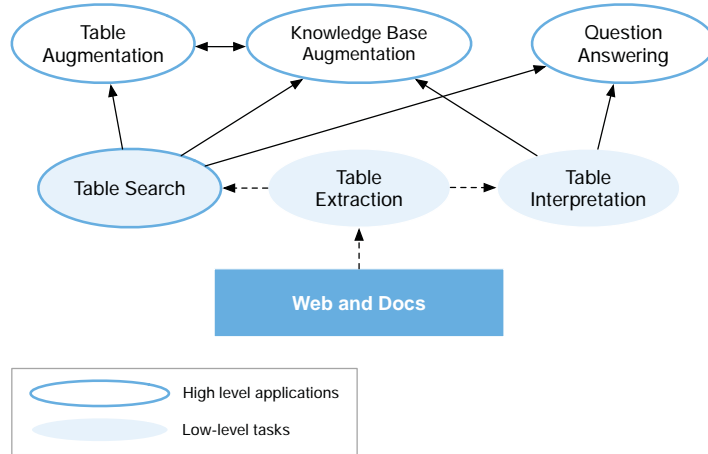 Table
Augmentation
Knowledge Base
Augmentation
Question
Answering
Table Search
Table
Extraction
Table
Interpretation
Web and Docs
High level applications
Low-level tasks